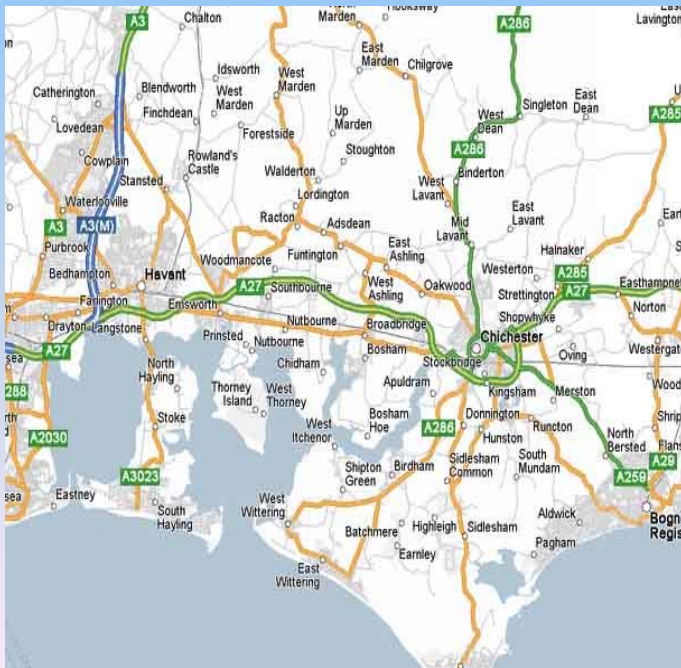 A3
Chalton
North
Marden
Hooksway
A286
East
Lavington
Idsworth
West
Marden
East
Marden
Chilgrove
Catherington
Blendworth
West
Marden
Finchdean
Up
Marden
Singleton
East
Dean
West
Dean
A285
Lovedean
Forestside
Stoughton
A286
Cowplain
Rowland's
Castle
Walderton
Binderton
Stansted
Lordington
West
Lavant
Waterlooville
A3
A3(M)
Racton
Adsdean
Mid
Lavant
East
Lavant
Purbrook
Funtington
East
Ashling
Halnaker
Bedhampton
Havant
Woodmancote
A27
Southbourne
West
Ashling
Oakwood
Westerton
A285
Strettington
A27
Easthampnett
Farlington
Emsworth
Norton
Drayton
Langstone
Nutbourne
Broadbridge
Shopwhyke
Chichester
A27
Prinsted
Nutbourne
Bosham
Stockbridge
Oving
Westergate
North
Hayling
Chidham
Apuldram
Kingsham
Merston
Thorney
Island
West
Thorney
Stoke
Bosham
Hoe
Donnington
A286
Hunston
Runcton
A2030
West
Itchenor
North
Bersted
A29
A3023
Shipton
Green
Birdham
Sidlesham
Common
South
Mundam
A259
Eastney
South
Hayling
West
Wittering
Batchmere
Highleigh
Sidlesham
Aldwick
Bogn
Regis
Earnley
Pagham
East
Wittering